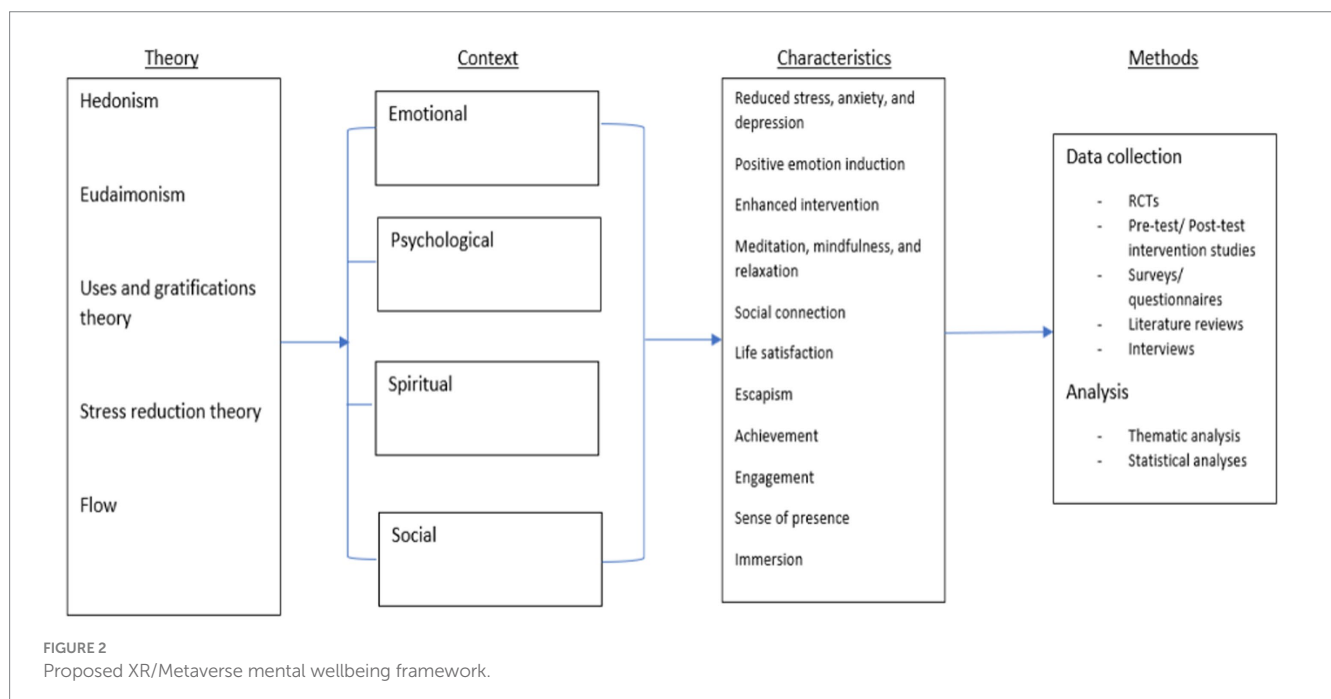 Theory
Hedonism
Eudaimonism
Uses and gratifications
theory
Stress reduction theory
Flow
Context
Emotional
Psychological
Spiritual
Social
Characteristics
Reduced stress, anxiety, and
depression
Positive emotion induction
Enhanced intervention
Meditation, mindfulness, and
relaxation
Social connection
Life satisfaction
Escapism
Achievement
Engagement
Sense of presence
Immersion
Methods
Data collection
- RCTs
- Pre-test/ Post-test
intervention studies
- Surveys/
questionnaires
- Literature reviews
- Interviews
Analysis
- Thematic analysis
- Statistical analyses
FIGURE 2
Proposed XR/Metaverse mental wellbeing framework.